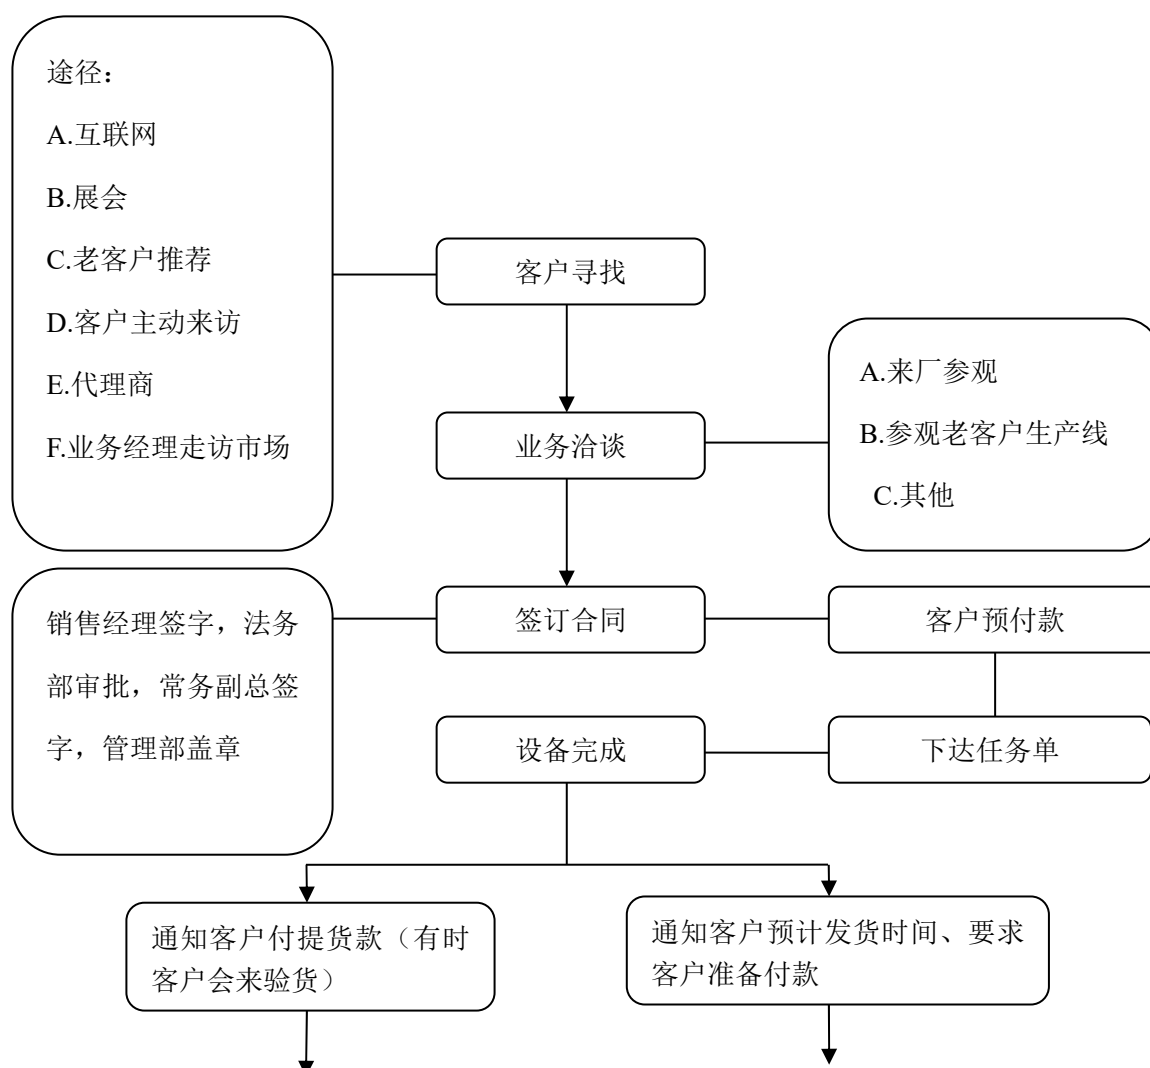 途径：
A.互联网
B.展会
C.老客户推荐
D.客户主动来访
E.代理商
F.业务经理走访市场
客户寻找
业务洽谈
A.来厂参观
B.参观老客户生产线
C.其他
销售经理签字，法务
部审批，常务副总签
字，管理部盖章
签订合同
客户预付款
设备完成
下达任务单
通知客户付提货款（有时
客户会来验货）
通知客户预计发货时间、要求
客户准备付款